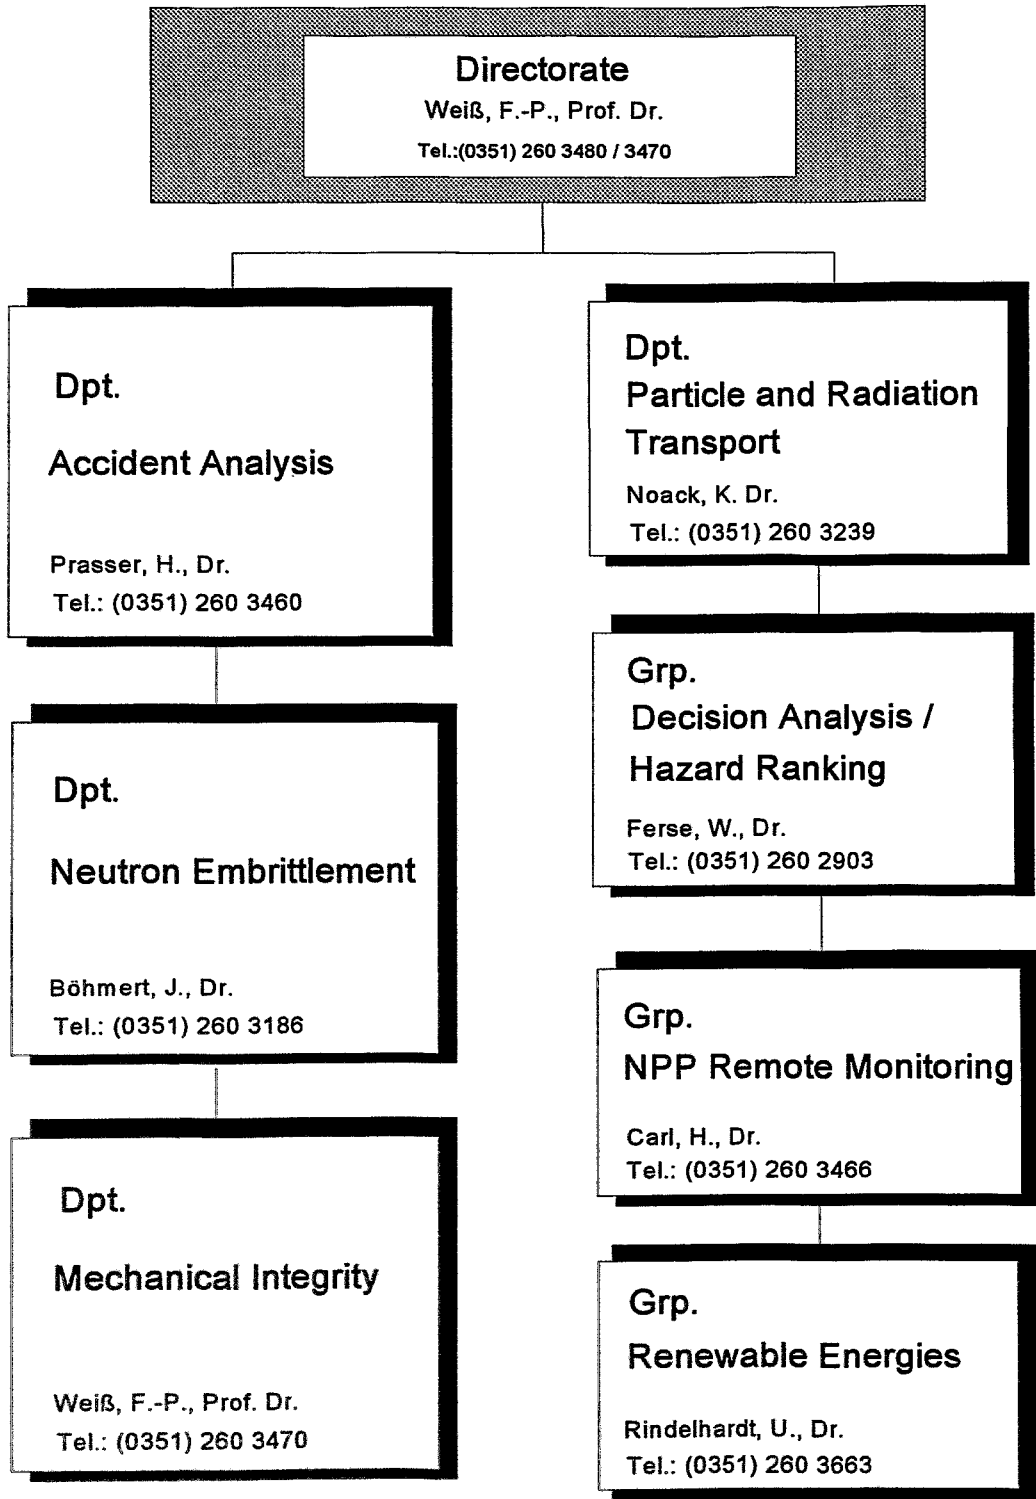 Directorate
Weiß, F.-P., Prof. Dr.
Tel.:(0351) 260 3480 / 3470
Dpt.
Accident Analysis
Prasser, H., Dr.
Tel.: (0351) 260 3460
Dpt.
Neutron Embrittlement
Böhmert, J., Dr.
Tel.: (0351) 260 3186
Dpt.
Mechanical Integrity
Weiß, F.-P., Prof. Dr.
Tel.: (0351) 260 3470
Dpt.
Particle and Radiation
Transport
Noack, K. Dr.
Tel.: (0351) 260 3239
Grp.
Decision Analysis /
Hazard Ranking
Ferse, W., Dr.
Tel.: (0351) 260 2903
Grp.
NPP Remote Monitoring
Carl, H., Dr.
Tel.: (0351) 260 3466
Grp.
Renewable Energies
Rindelhardt, U., Dr.
Tel.: (0351) 260 3663